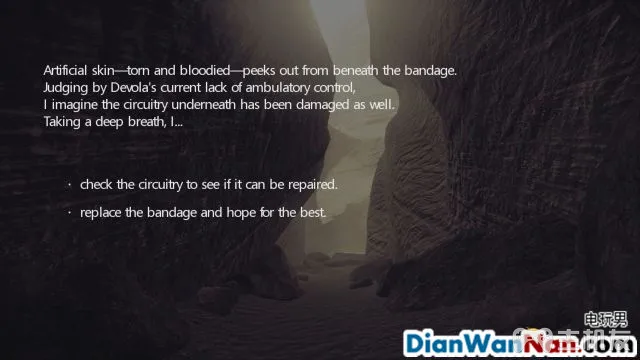 Artificial skin—torn and bloodied—peeks out from beneath the bandage.
Judging by Devola's current lack of ambulatory control,
I imagine the circuitry underneath has been damaged as well.
Taking a deep breath, I...
· check the circuitry to see if it can be repaired.
· replace the bandage and hope for the best.
电玩男
DianWanNan.com